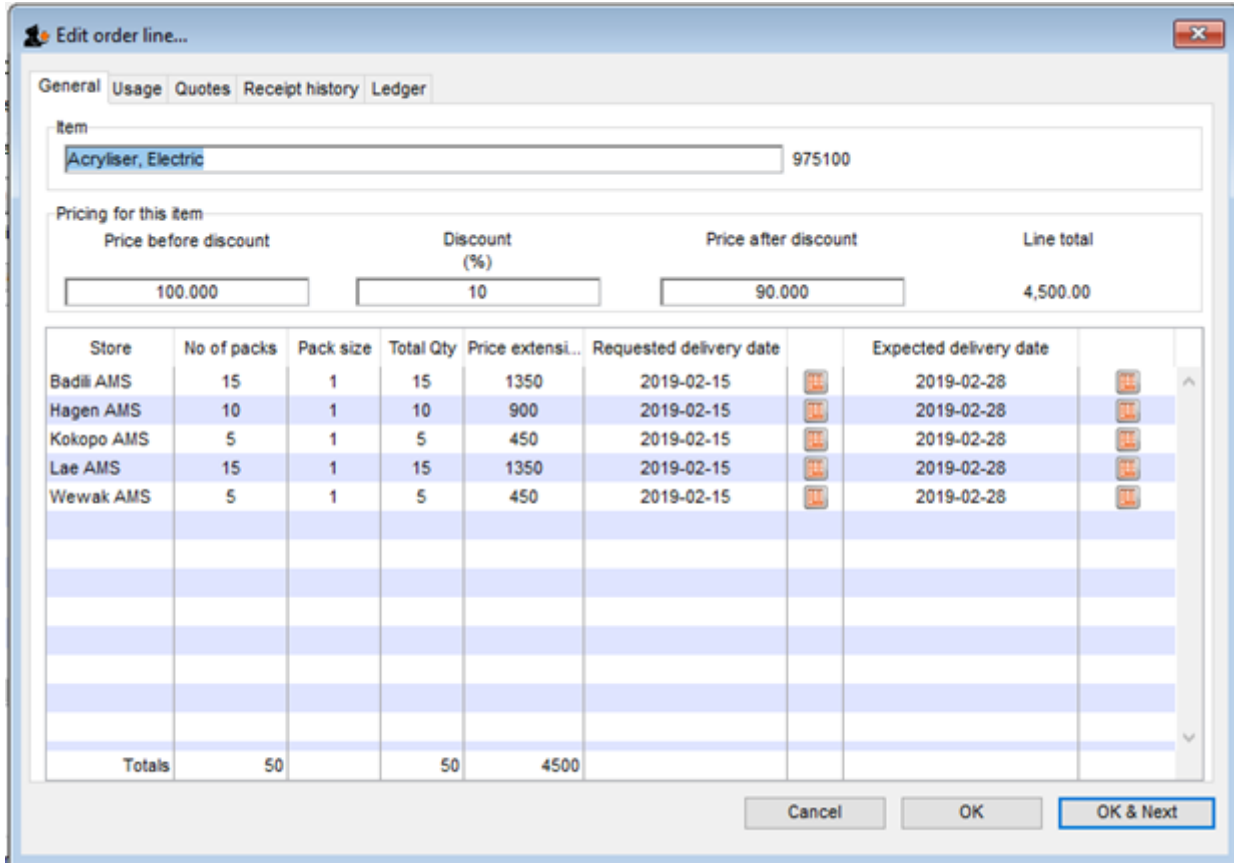 Edit order line...
General Usage Quotes Receipt history Ledger
Item
Acryliser, Electric 975100
Pricing for this item
Price before discount Discount (%) Price after discount Line total
100.000 10 90.000 4,500.00
Store No of packs Pack size Total Qty Price extensi... Requested delivery date Expected delivery date
Badili AMS 15 1 15 1350 2019-02-15 2019-02-28
Hagen AMS 10 1 10 900 2019-02-15 2019-02-28
Kokopo AMS 5 1 5 450 2019-02-15 2019-02-28
Lae AMS 15 1 15 1350 2019-02-15 2019-02-28
Wewak AMS 5 1 5 450 2019-02-15 2019-02-28
Totals 50 50 4500
Cancel OK OK & Next